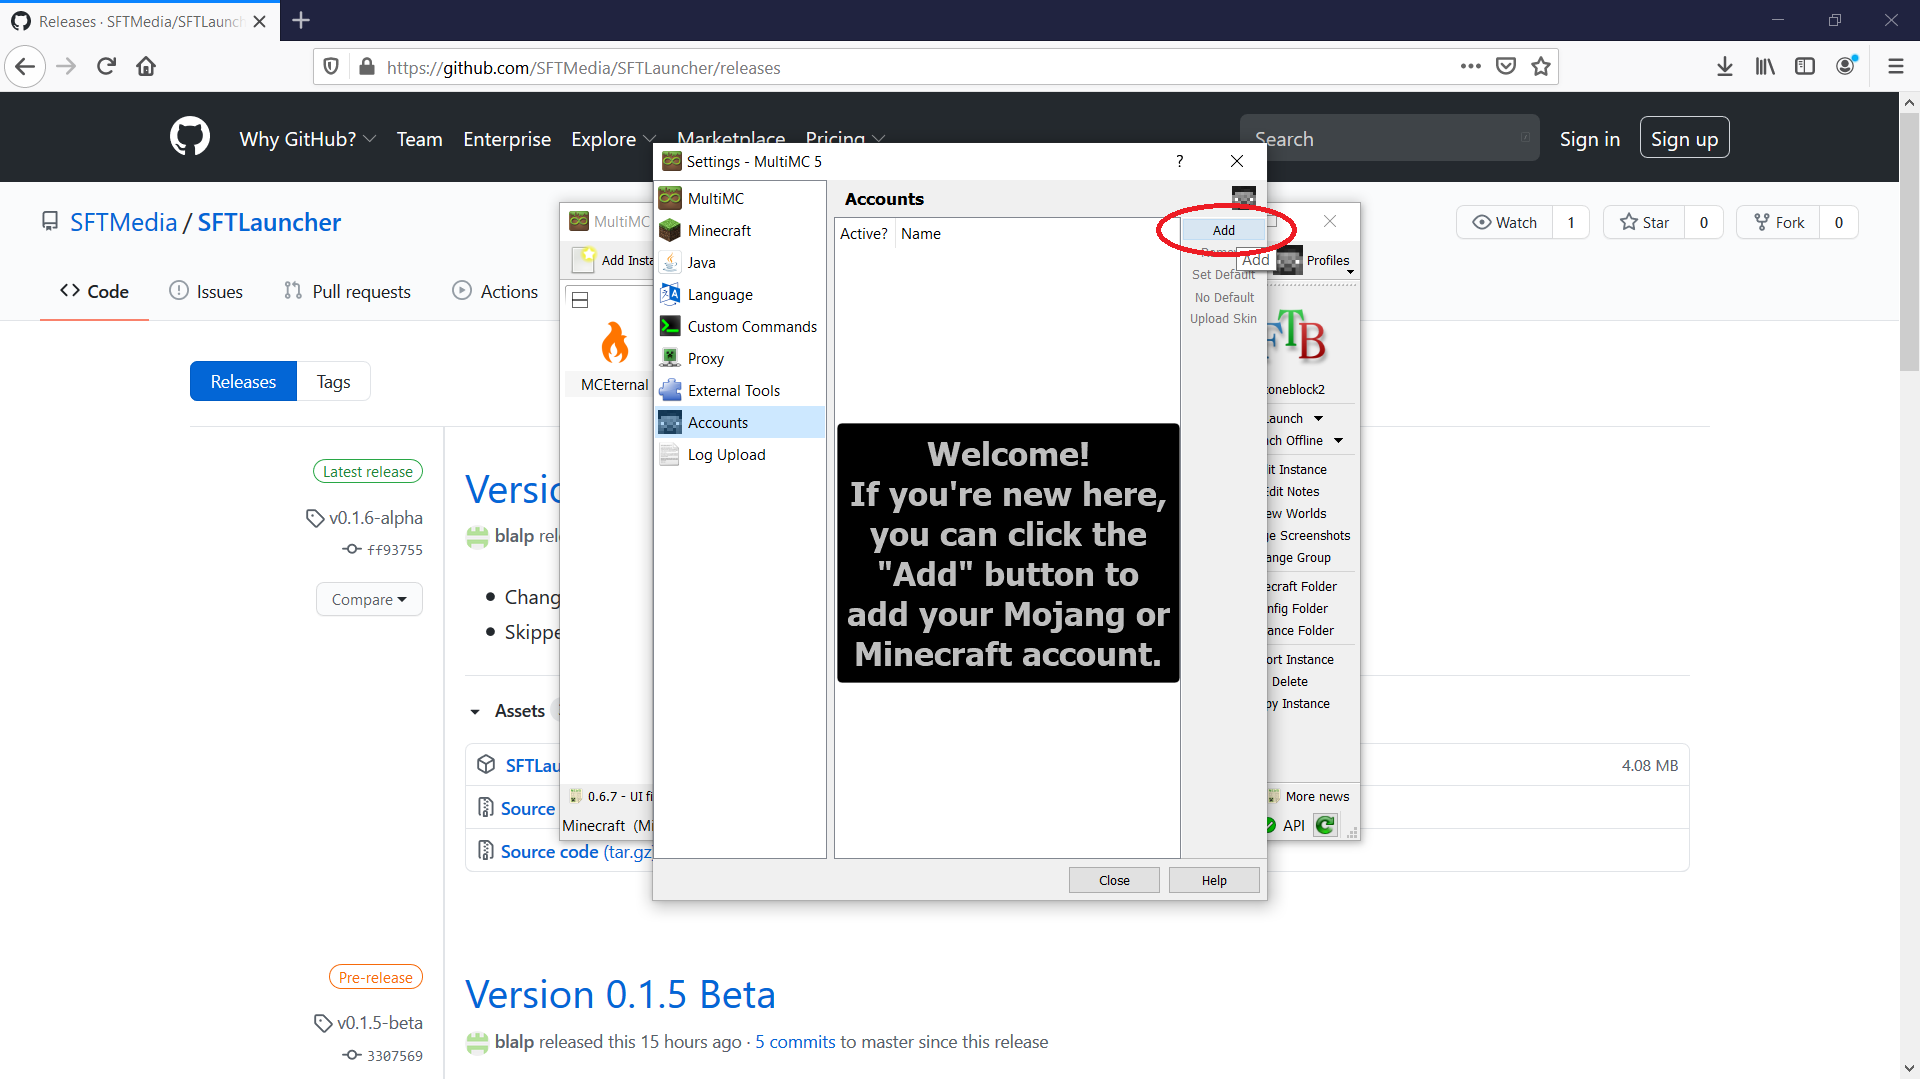 Releases · SFTMedia/SFTLaunch
https://github.com/SFTMedia/SFTLauncher/releases
Why GitHub? Team Enterprise Explore Marketplace Pricing
Search
Sign in Sign up
SFTMedia / SFTLauncher
Watch 1 Star 0 Fork 0
Code Issues Pull requests Actions
Releases Tags
Latest release
v0.1.6-alpha
ff93755
Compare
Versio
blalp rel
Chang
Skippe
Assets
SFTLau
4.08 MB
Source
Source code (tar.gz)
Pre-release
v0.1.5-beta
3307569
Version 0.1.5 Beta
blalp released this 15 hours ago · 5 commits to master since this release
MultiMC
Add Insta
MCEternal
0.6.7 - UI fi
Minecraft (Mi
Settings - MultiMC 5
?
MultiMC
Minecraft
Java
Language
Custom Commands
Proxy
External Tools
Accounts
Log Upload
Accounts
Active? Name
Add
Add
Set Default
No Default
Upload Skin
Welcome!
If you're new here,
you can click the
"Add" button to
add your Mojang or
Minecraft account.
Close Help
Profiles
FTB
toneblock2
aunch
ch Offline
it Instance
Edit Notes
ew Worlds
ge Screenshots
ange Group
ecraft Folder
nfig Folder
ance Folder
ort Instance
Delete
py Instance
More news
API